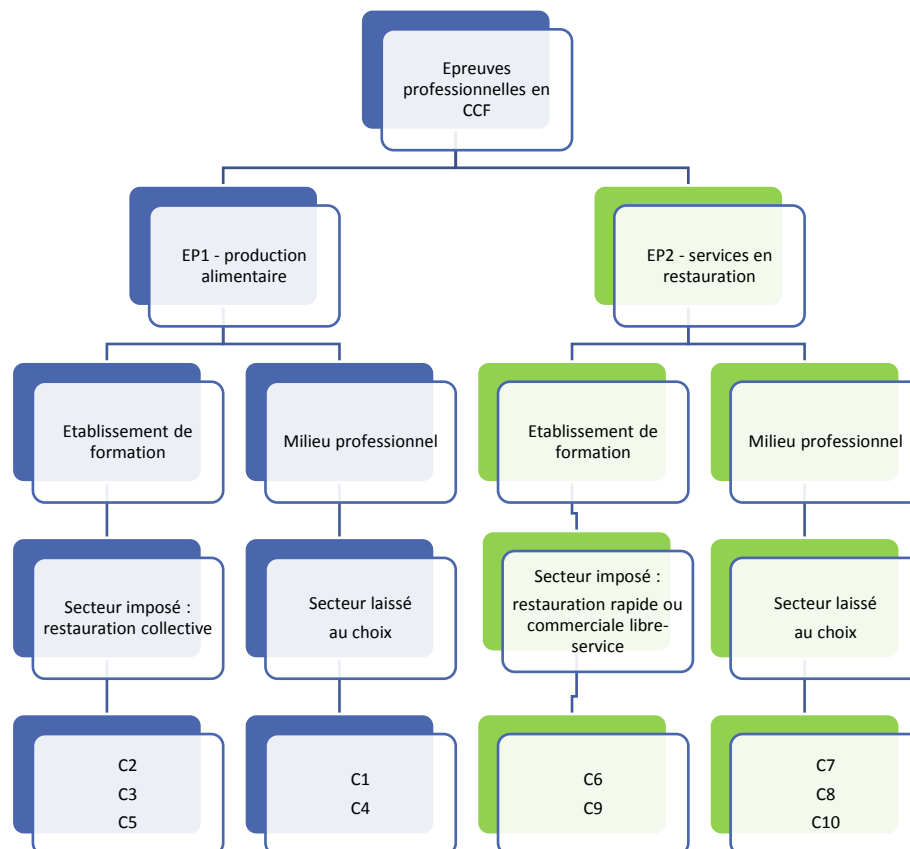 Epreuves
professionnelles en
CCF
EP1 - production
alimentaire
EP2 - services en
restauration
Etablissement de
formation
Milieu professionnel
Etablissement de
formation
Milieu professionnel
Secteur imposé :
restauration collective
Secteur laissé
au choix
Secteur imposé :
restauration rapide ou
commerciale libre-
service
Secteur laissé
au choix
C2
C3
C5
C1
C4
C6
C9
C7
C8
C10